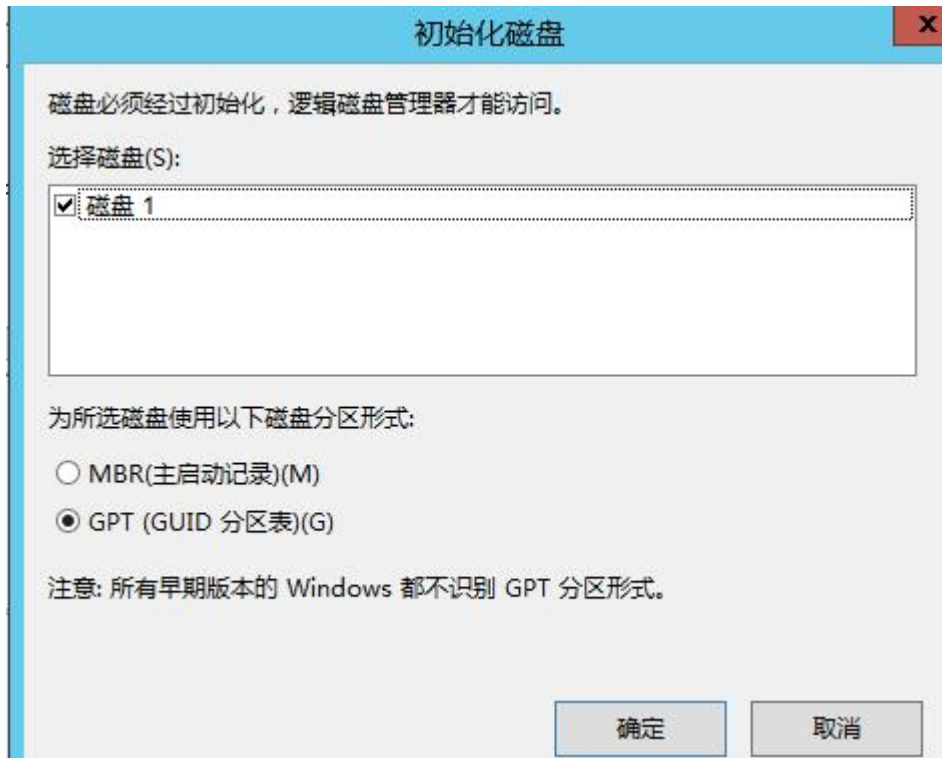 初始化磁盘
x
磁盘必须经过初始化，逻辑磁盘管理器才能访问。
选择磁盘(S):
磁盘 1
为所选磁盘使用以下磁盘分区形式:
MBR(主启动记录)(M)
GPT (GUID 分区表)(G)
注意: 所有早期版本的 Windows 都不识别 GPT 分区形式。
确定
取消